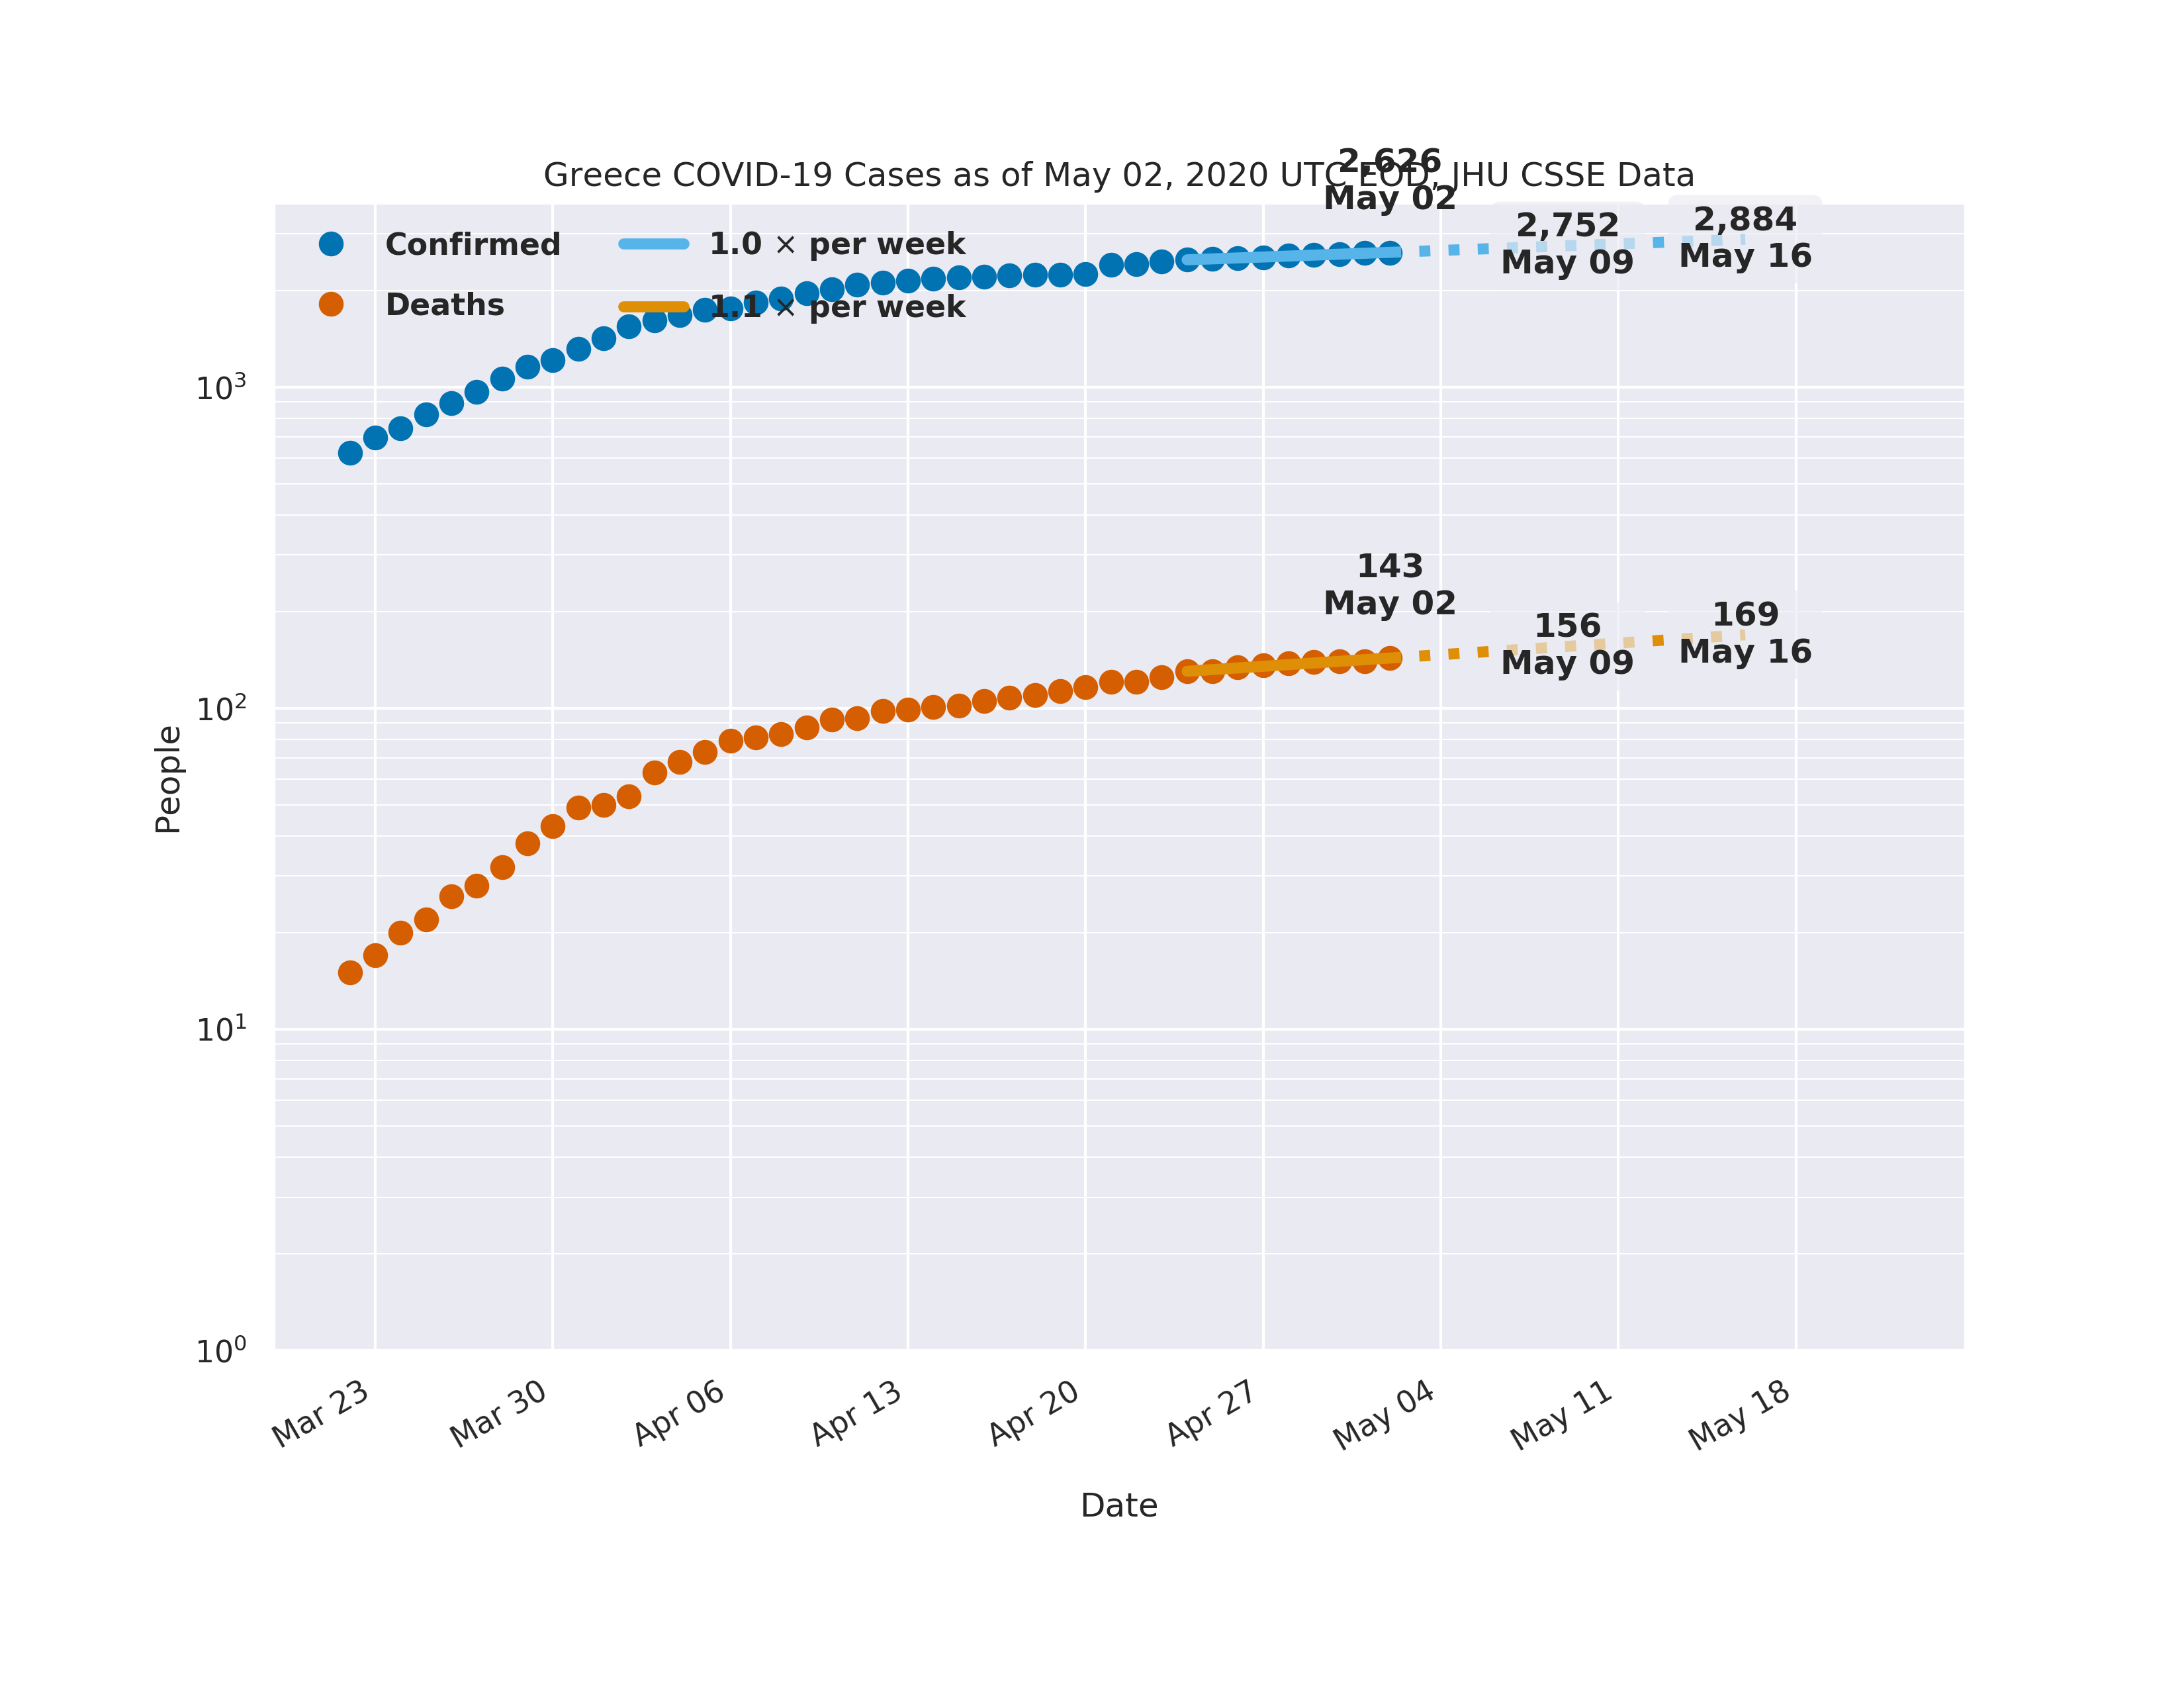 Greece COVID-19 Cases as of May 02, 2020 UTC EOD, JHU CSSE Data
2,626
May 02
2,752
May 09
2,884
May 16
Confirmed
1.0 × per week
Deaths
1.1 × per week
143
May 02
156
May 09
169
May 16
People
10³
10²
10¹
10⁰
Mar 23
Mar 30
Apr 06
Apr 13
Apr 20
Apr 27
May 04
May 11
May 18
Date